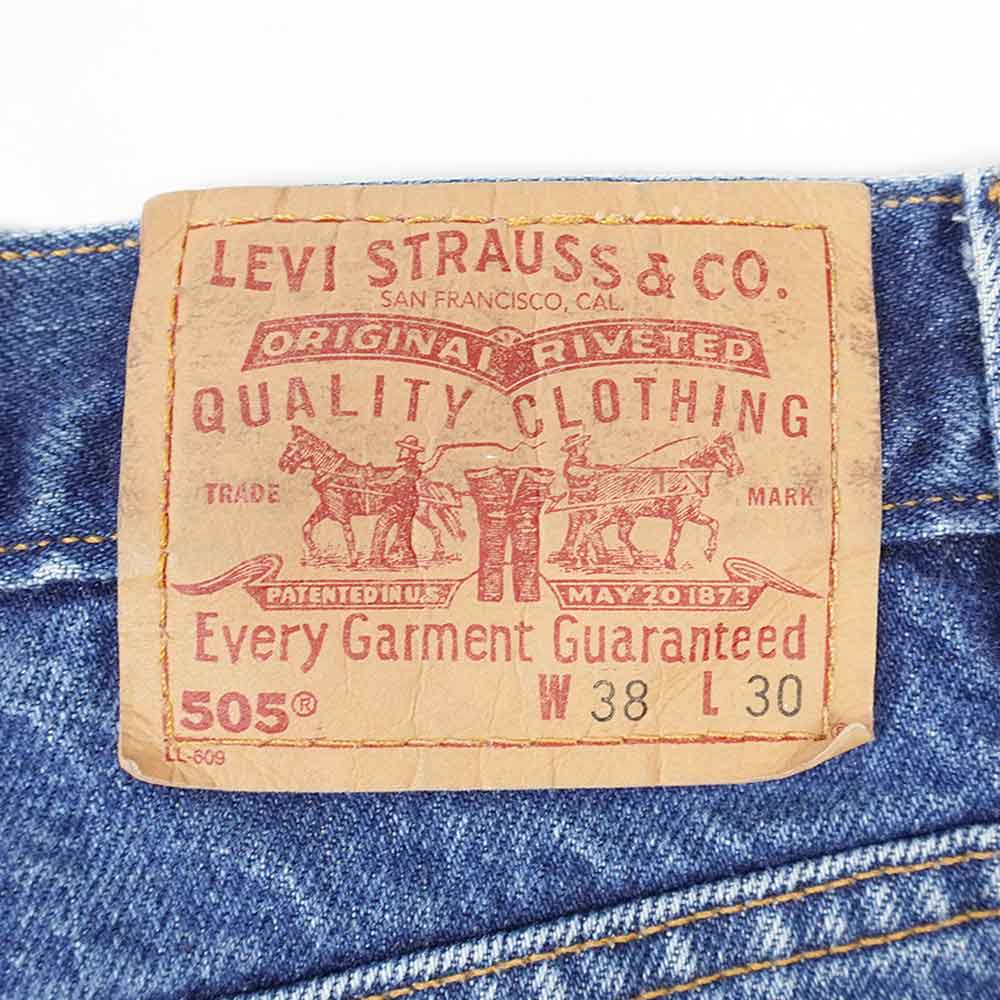 LEVI STRAUSS & CO.
SAN FRANCISCO, CAL.
ORIGINAL RIVETED
QUALITY CLOTHING
TRADE MARK
PATENTED IN U.S. MAY 20 1873
Every Garment Guaranteed
505® W 38 L 30
LL-609